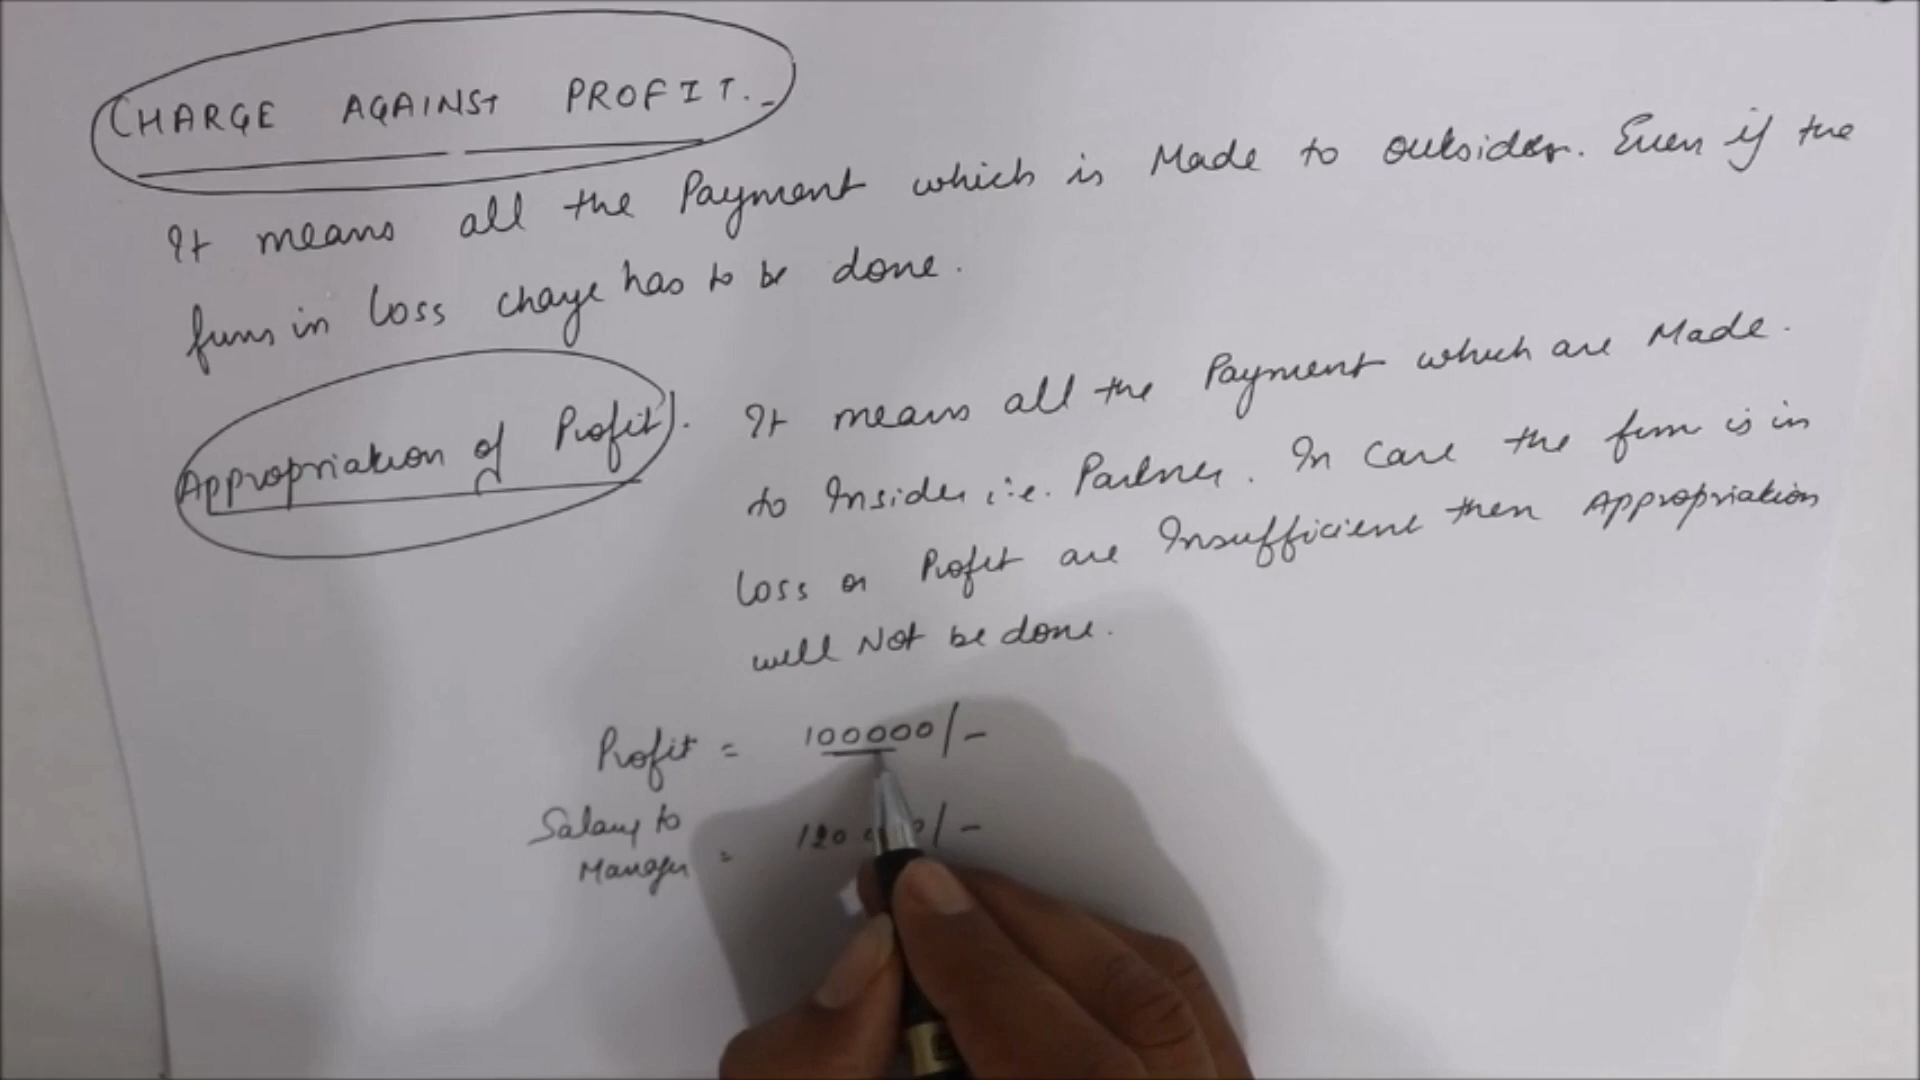 CHARGE AGAINST PROFIT.
It means all the Payment which is Made to outsider. Even if the
firms in loss charge has to be done.
Appropriation of Profit). It means all the Payment which are Made.
to Insider i.e. Partner. In Case the firm is in
loss or Profit are Insufficient then Appropriation
will Not be done.
Profit = 100000/-
Salary to
Manager =